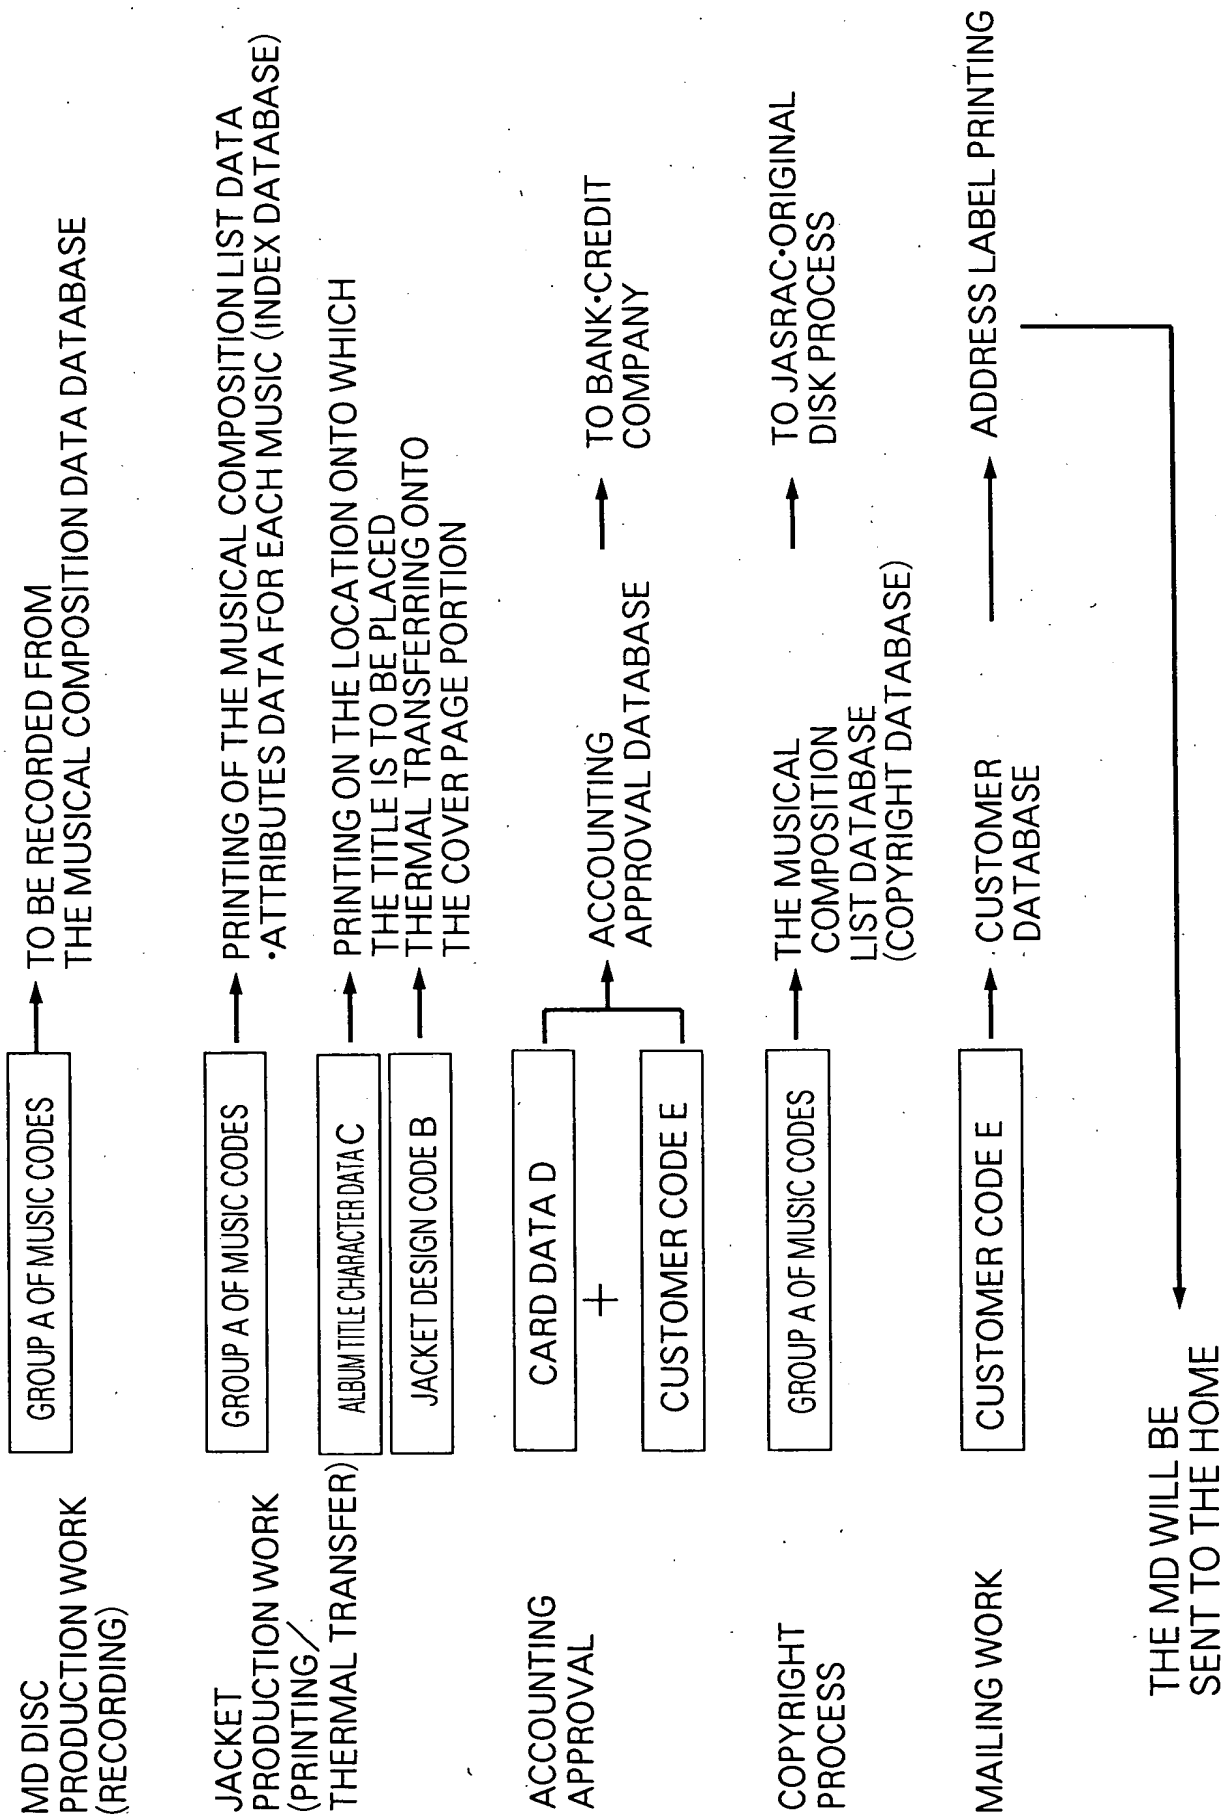 MD DISC
PRODUCTION WORK
(RECORDING)
GROUP A OF MUSIC CODES
TO BE RECORDED FROM
THE MUSICAL COMPOSITION DATA DATABASE
JACKET
PRODUCTION WORK
(PRINTING/
THERMAL TRANSFER)
GROUP A OF MUSIC CODES
PRINTING OF THE MUSICAL COMPOSITION LIST DATA
•ATTRIBUTES DATA FOR EACH MUSIC (INDEX DATABASE)
ALBUM TITLE CHARACTER DATA C
PRINTING ON THE LOCATION ONTO WHICH
THE TITLE IS TO BE PLACED
JACKET DESIGN CODE B
THERMAL TRANSFERRING ONTO
THE COVER PAGE PORTION
ACCOUNTING
APPROVAL
CARD DATA D
+
CUSTOMER CODE E
ACCOUNTING
APPROVAL DATABASE
TO BANK•CREDIT
COMPANY
COPYRIGHT
PROCESS
GROUP A OF MUSIC CODES
THE MUSICAL
COMPOSITION
LIST DATABASE
(COPYRIGHT DATABASE)
TO JASRAC•ORIGINAL
DISK PROCESS
MAILING WORK
CUSTOMER CODE E
CUSTOMER
DATABASE
ADDRESS LABEL PRINTING
THE MD WILL BE
SENT TO THE HOME